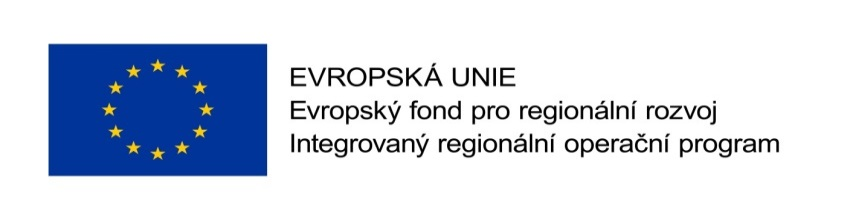 EVROPSKÁ UNIE
Evropský fond pro regionální rozvoj
Integrovaný regionální operační program